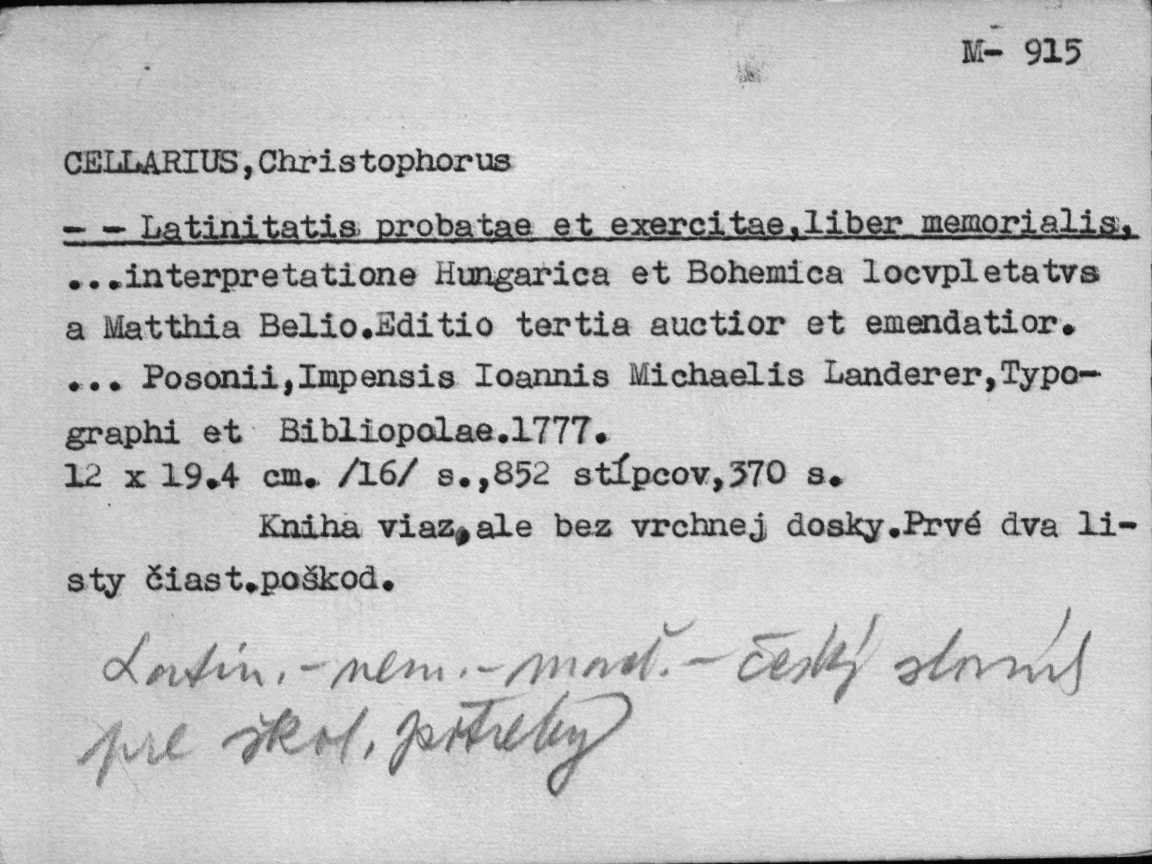 M- 915
CELLARIUS,Christophorus
- - Latinitatis probatae et exercitae,liber memorialis,
...interpretatione Hungarica et Bohemica locvpletatvs
a Matthia Belio.Editio tertia auctior et emendatior.
... Posonii,Impensis Ioannis Michaelis Landerer,Typo-
graphi et Bibliopolae.1777.
12 x 19.4 cm. /16/ s.,852 stĺpcov,370 s.
Kniha viaz,ale bez vrchnej dosky.Prvé dva li-
sty čiast.poškod.
Latin.- nem.- maď.- český slovník
pre škol. potreby